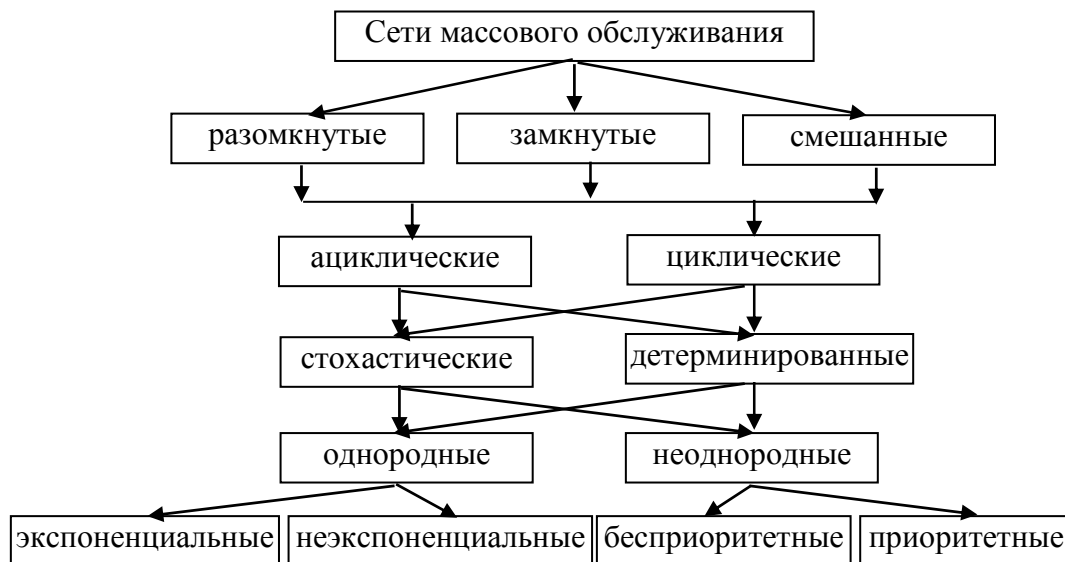 Сети массового обслуживания
разомкнутые замкнутые смешанные
ациклические циклические
стохастические детерминированные
однородные неоднородные
экспоненциальные неэкспоненциальные бесприоритетные приоритетные